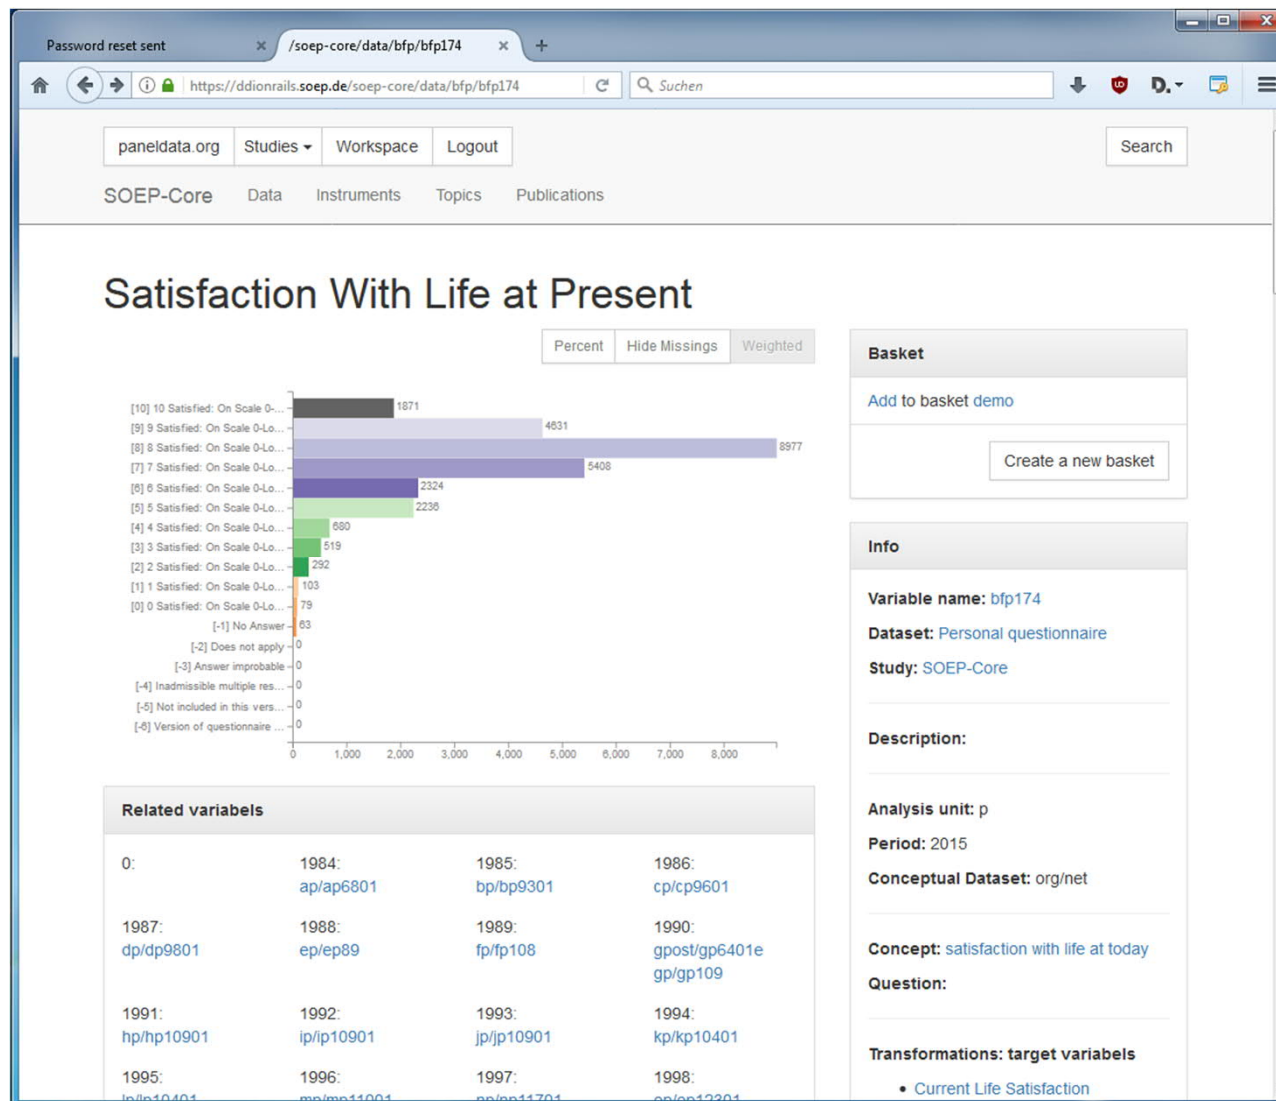 Password reset sent
/soep-core/data/bfp/bfp174
https://ddionrails.soep.de/soep-core/data/bfp/bfp174
Suchen
D.
paneldata.org Studies Workspace Logout Search
SOEP-Core Data Instruments Topics Publications
Satisfaction With Life at Present
Percent Hide Missings Weighted
[10] 10 Satisfied: On Scale 0-... 1871
[9] 9 Satisfied: On Scale 0-Lo... 4631
[8] 8 Satisfied: On Scale 0-Lo... 8977
[7] 7 Satisfied: On Scale 0-Lo... 5408
[6] 6 Satisfied: On Scale 0-Lo... 2324
[5] 5 Satisfied: On Scale 0-Lo... 2236
[4] 4 Satisfied: On Scale 0-Lo... 680
[3] 3 Satisfied: On Scale 0-Lo... 519
[2] 2 Satisfied: On Scale 0-Lo... 292
[1] 1 Satisfied: On Scale 0-Lo... 103
[0] 0 Satisfied: On Scale 0-Lo... 79
[-1] No Answer 63
[-2] Does not apply 0
[-3] Answer improbable 0
[-4] Inadmissible multiple res... 0
[-5] Not included in this vers... 0
[-6] Version of questionnaire ... 0
0 1,000 2,000 3,000 4,000 5,000 6,000 7,000 8,000
Related variabels
0: 1984: 1985: 1986:
ap/ap6801 bp/bp9301 cp/cp9601
1987: 1988: 1989: 1990:
dp/dp9801 ep/ep89 fp/fp108 gpost/gp6401e
gp/gp109
1991: 1992: 1993: 1994:
hp/hp10901 ip/ip10901 jp/jp10901 kp/kp10401
1995: 1996: 1997: 1998:
lp/lp10401 mp/mp11001 np/np11701 op/op12301
Basket
Add to basket demo
Create a new basket
Info
Variable name: bfp174
Dataset: Personal questionnaire
Study: SOEP-Core
Description:
Analysis unit: p
Period: 2015
Conceptual Dataset: org/net
Concept: satisfaction with life at today
Question:
Transformations: target variabels
• Current Life Satisfaction